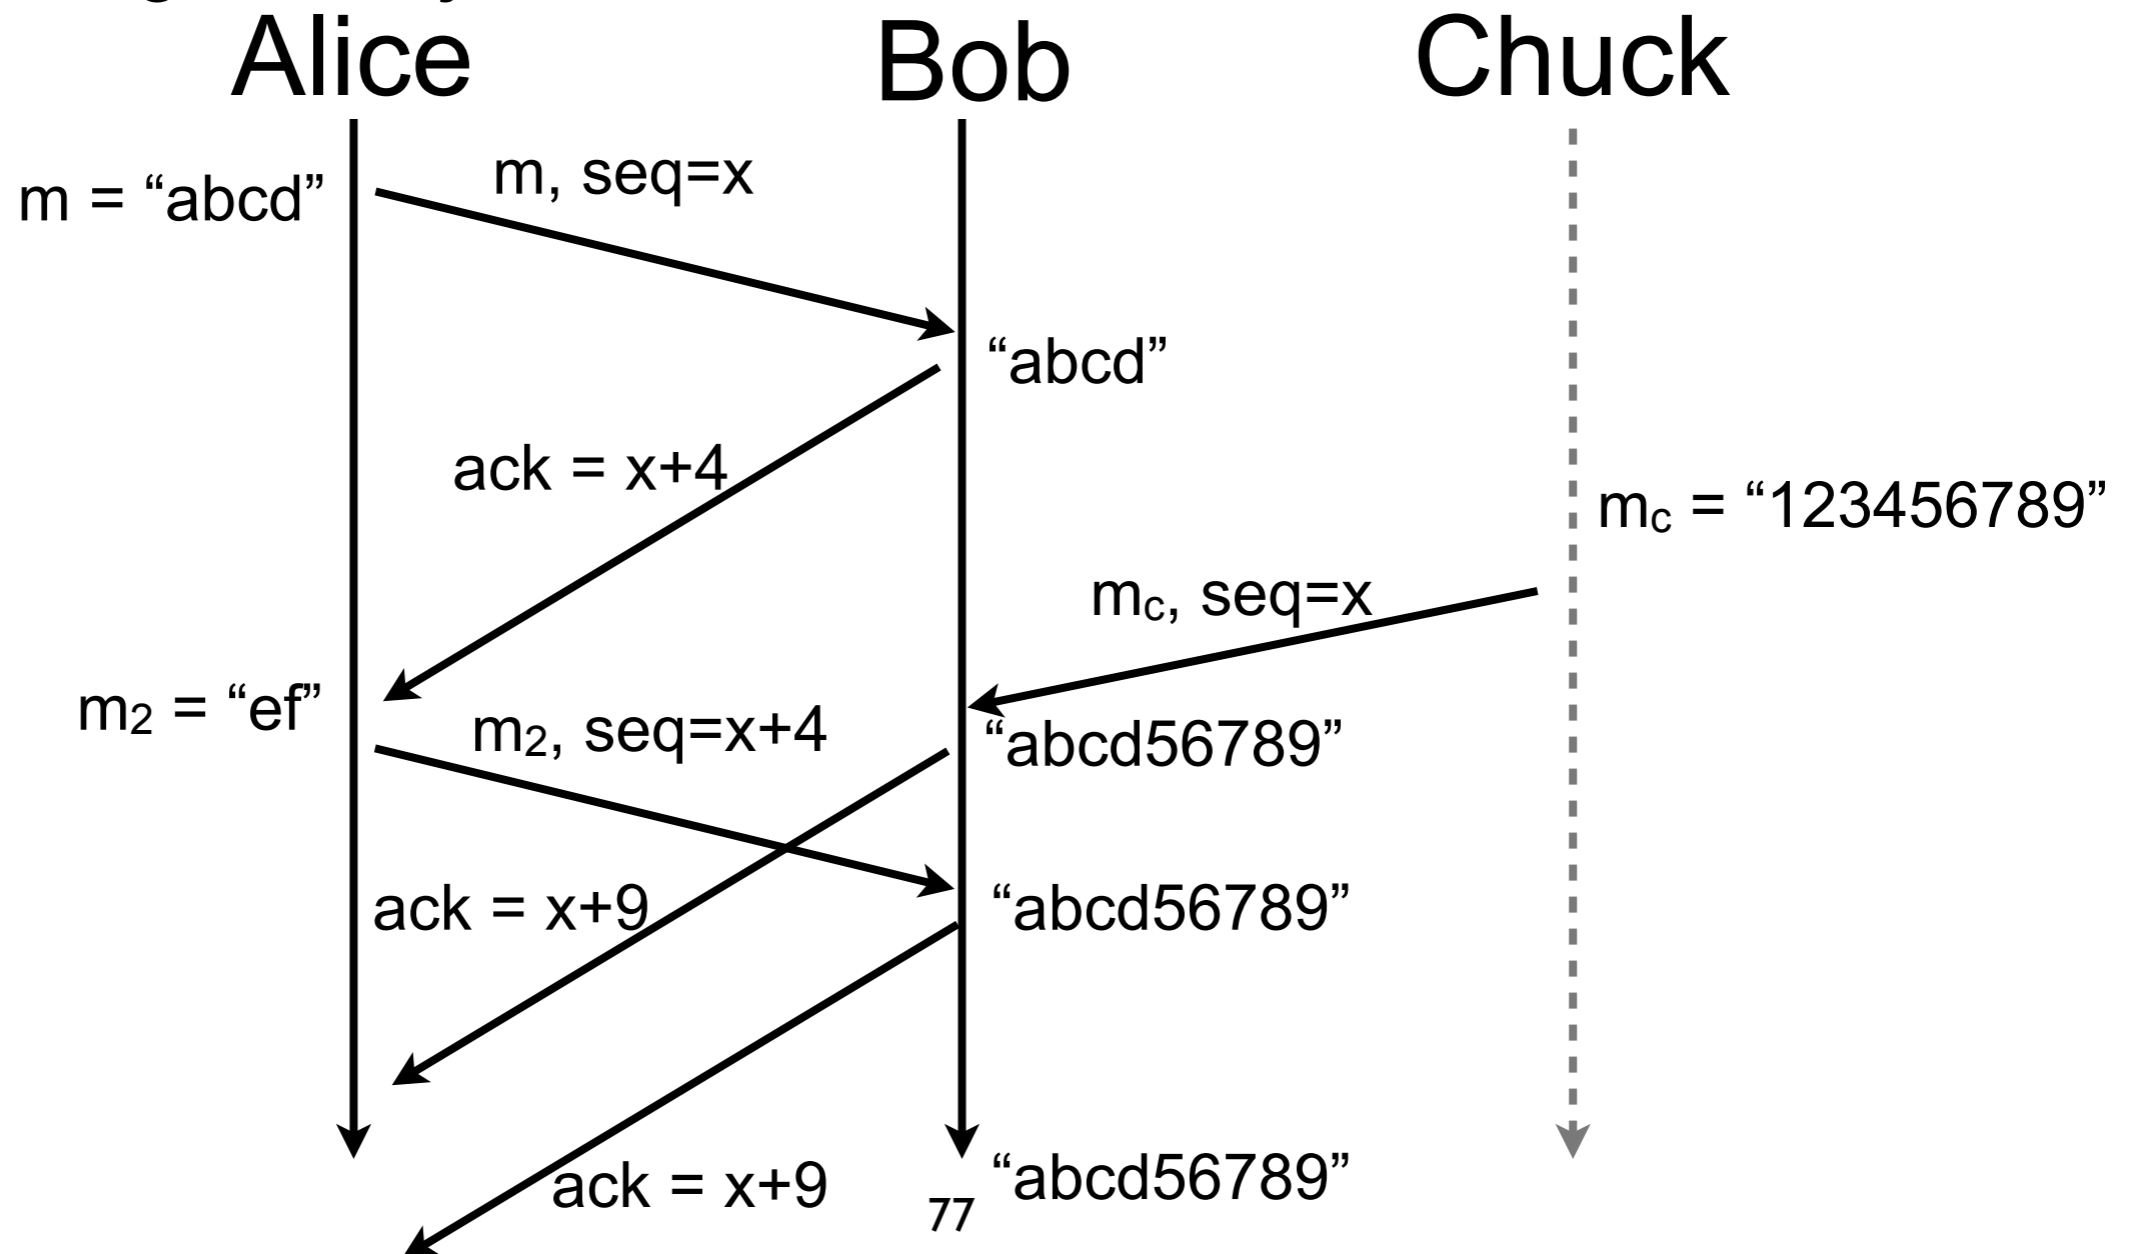 Alice
Bob
Chuck
m = “abcd”
m, seq=x
“abcd”
ack = x+4
mc = “123456789”
mc, seq=x
m2 = “ef”
m2, seq=x+4
“abcd56789”
ack = x+9
“abcd56789”
ack = x+9
“abcd56789”
77